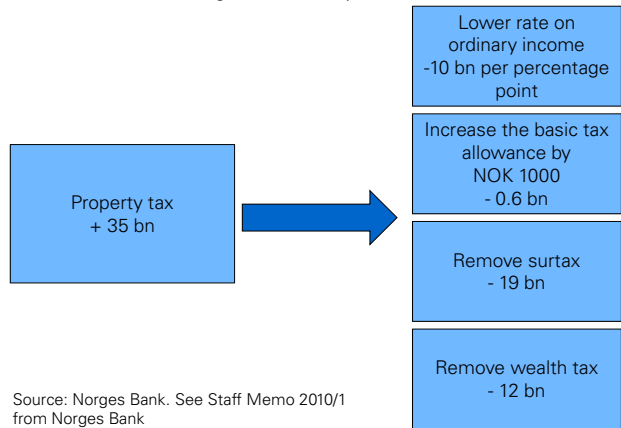 Lower rate on
ordinary income
-10 bn per percentage
point
Increase the basic tax
allowance by
NOK 1000
- 0.6 bn
Property tax
+ 35 bn
Remove surtax
- 19 bn
Remove wealth tax
- 12 bn
Source: Norges Bank. See Staff Memo 2010/1
from Norges Bank